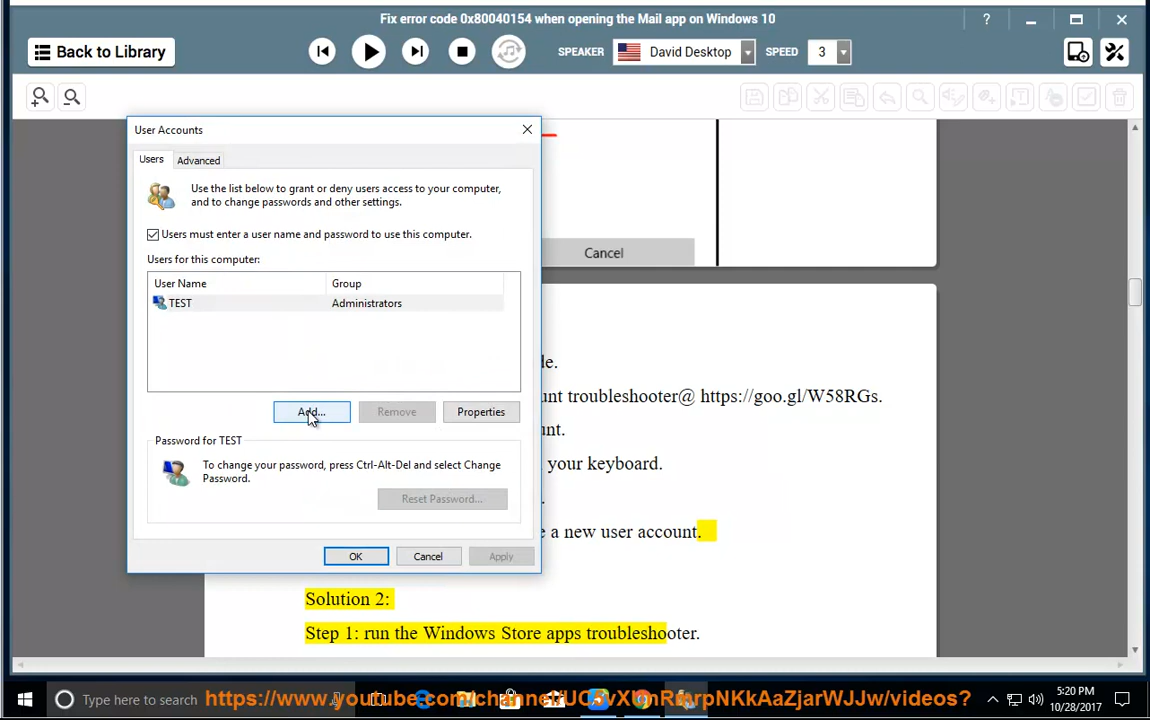 Fix error code 0x80040154 when opening the Mail app on Windows 10
?
Back to Library
SPEAKER
David Desktop
SPEED
3
User Accounts
Users
Advanced
Use the list below to grant or deny users access to your computer,
and to change passwords and other settings.
Users must enter a user name and password to use this computer.
Users for this computer:
User Name
Group
TEST
Administrators
Add...
Remove
Properties
Password for TEST
To change your password, press Ctrl-Alt-Del and select Change
Password.
Reset Password...
OK
Cancel
Apply
Cancel
de.
unt troubleshooter@ https://goo.gl/W58RGs.
unt.
your keyboard.
.
e a new user account.
Solution 2:
Step 1: run the Windows Store apps troubleshooter.
Type here to search
5:20 PM
10/28/2017